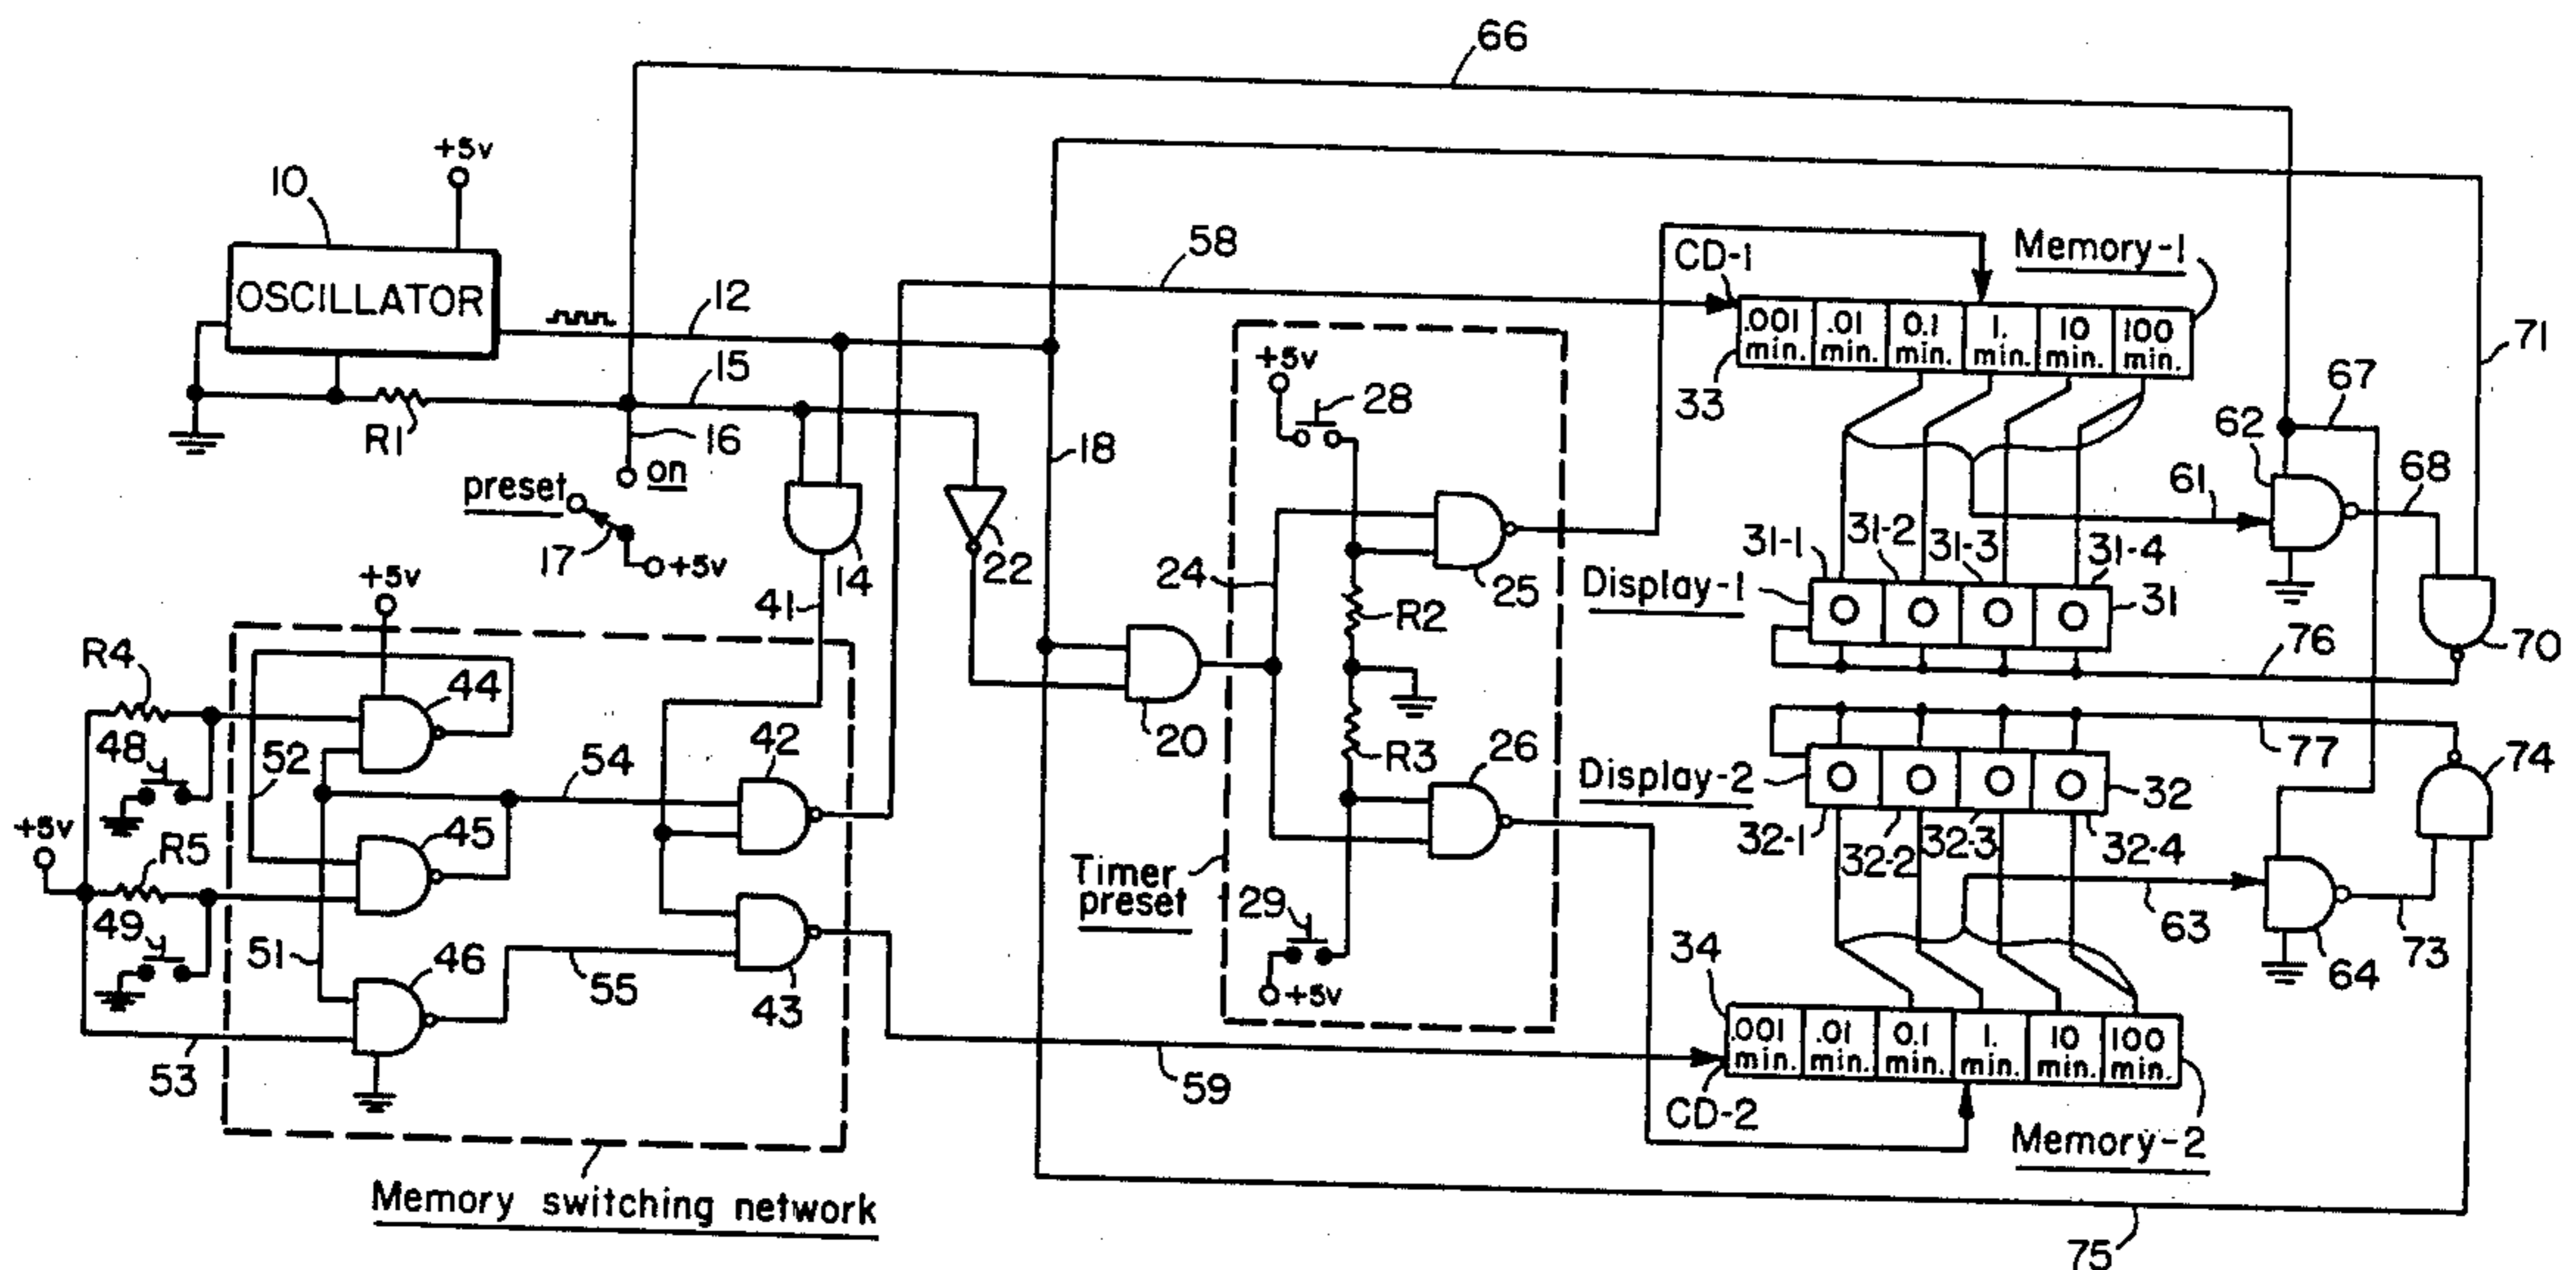 66
+5v
10
OSCILLATOR
12
15
R1
16
on
preset
17
+5v
14
41
22
18
58
CD-1
Memory-1
.001 min.
.01 min.
0.1 min.
1. min.
10 min.
100 min.
33
71
67
62
68
61
31-1
31-2
31-3
31-4
Display-1
31
70
76
+5v
28
24
25
R2
20
R3
26
Timer preset
29
+5v
77
74
Display-2
32
32-1
32-2
32-3
32-4
63
64
73
34
.001 min.
.01 min.
0.1 min.
1. min.
10 min.
100 min.
CD-2
Memory-2
59
75
+5v
R4
44
48
52
54
42
+5v
R5
45
49
51
46
55
43
53
Memory switching network